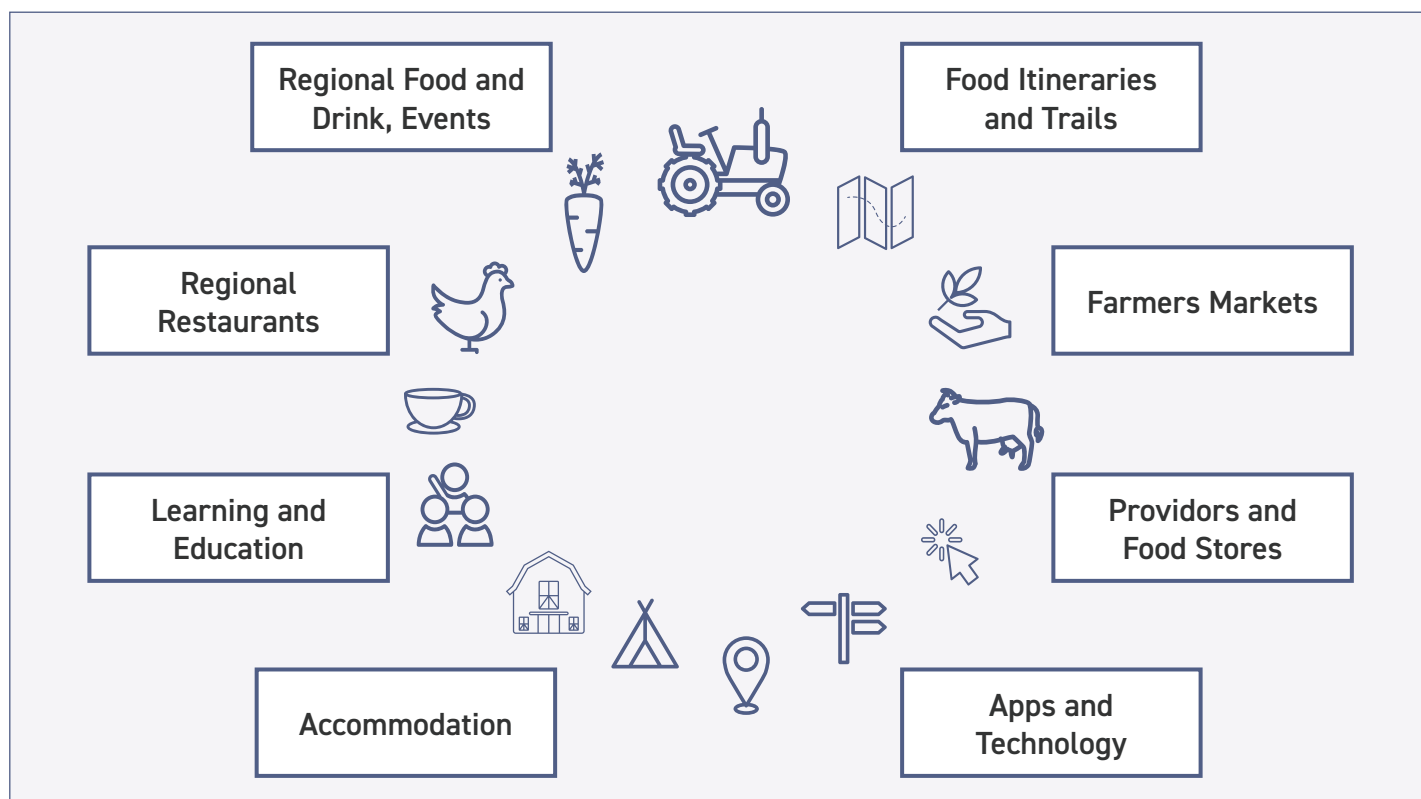 Regional Food and
Drink, Events
Food Itineraries
and Trails
Regional
Restaurants
Farmers Markets
Learning and
Education
Providors and
Food Stores
Accommodation
Apps and
Technology